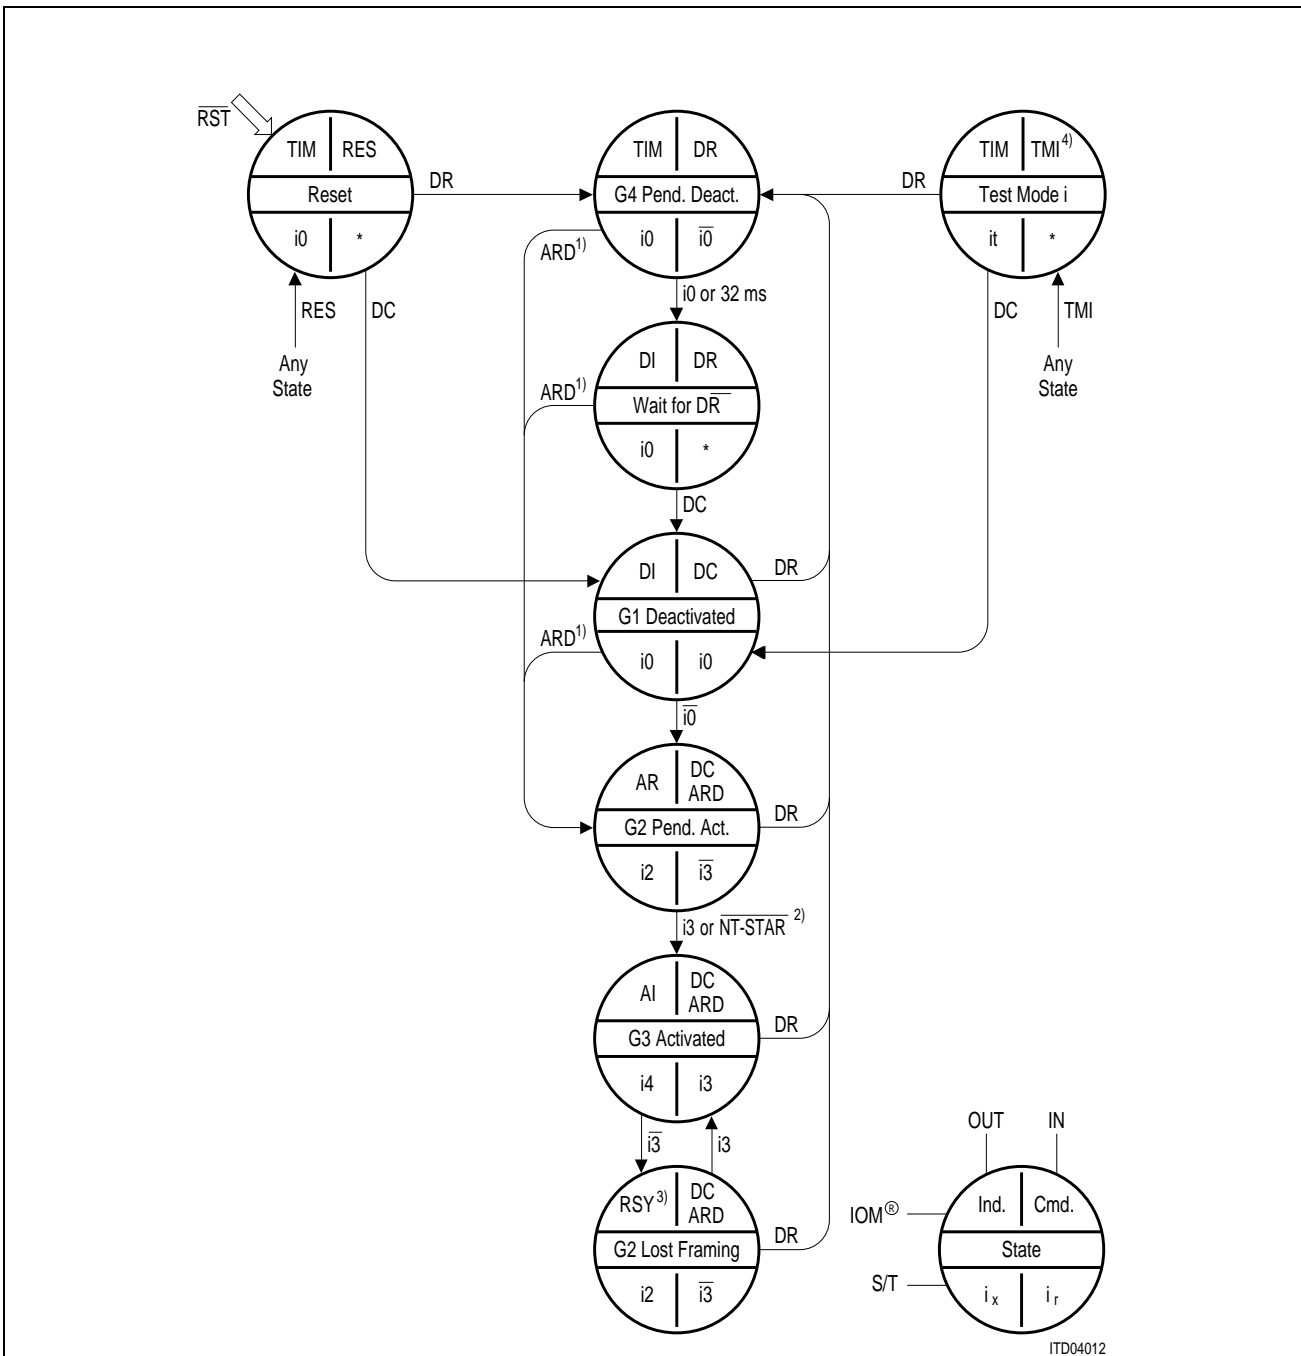 RST
TIM RES
Reset
i0 *
DR
RES
Any
State
DC
TIM DR
G4 Pend. Deact.
i0 i0
ARD1)
i0 or 32 ms
TIM TMI4)
Test Mode i
it *
DR
DC
TMI
Any
State
DI DR
Wait for DR
i0 *
ARD1)
DC
DI DC
G1 Deactivated
i0 i0
DR
ARD1)
i0
AR DC
ARD
G2 Pend. Act.
i2 i3
DR
i3 or NT-STAR 2)
AI DC
ARD
G3 Activated
i4 i3
DR
i3
i3
RSY3) DC
ARD
G2 Lost Framing
i2 i3
DR
OUT IN
IOM®
Ind. Cmd.
State
S/T
ix ir
ITD04012